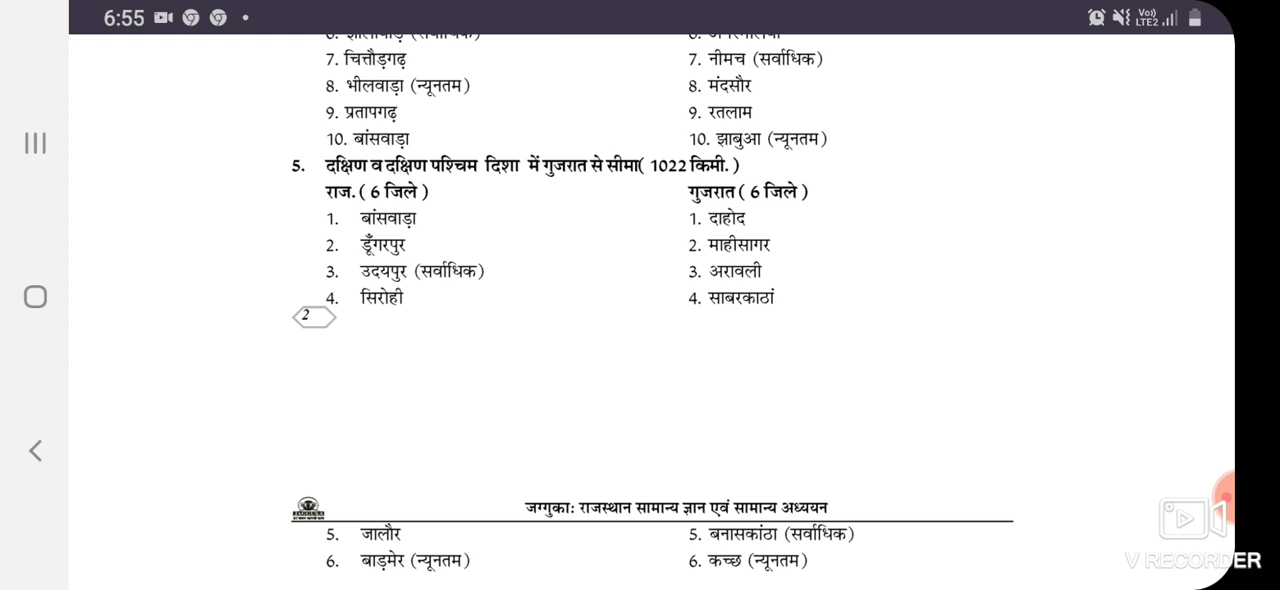 6:55 Vo)) LTE2
7. चित्तौड़गढ़ 7. नीमच (सर्वाधिक)
8. भीलवाड़ा (न्यूनतम) 8. मंदसौर
9. प्रतापगढ़ 9. रतलाम
10. बांसवाड़ा 10. झाबुआ (न्यूनतम)
5. दक्षिण व दक्षिण पश्चिम दिशा में गुजरात से सीमा( 1022 किमी. )
राज. ( 6 जिले ) गुजरात ( 6 जिले )
1. बांसवाड़ा 1. दाहोद
2. डूँगरपुर 2. माहीसागर
3. उदयपुर (सर्वाधिक) 3. अरावली
4. सिरोही 4. साबरकाठां
2
जग्गुका: राजस्थान सामान्य ज्ञान एवं सामान्य अध्ययन
5. जालौर 5. बनासकांठा (सर्वाधिक)
6. बाड़मेर (न्यूनतम) 6. कच्छ (न्यूनतम)
V RECORDER